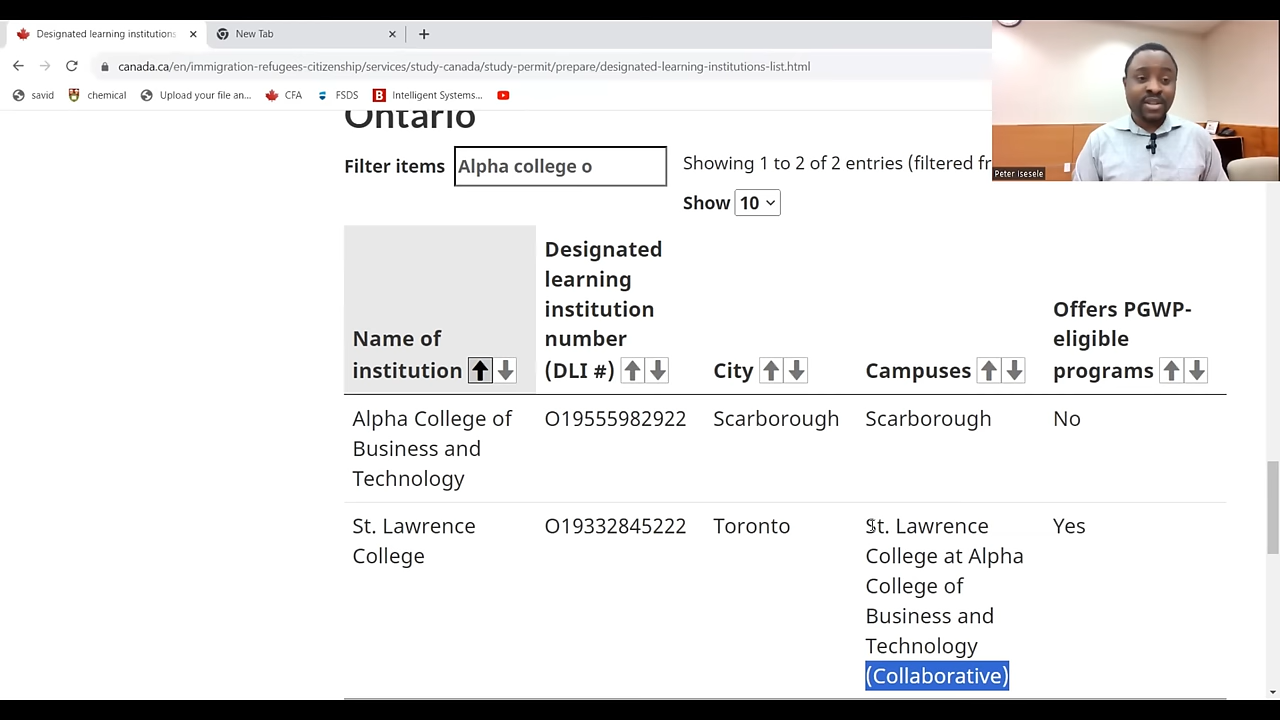 Designated learning institutions
New Tab
canada.ca/en/immigration-refugees-citizenship/services/study-canada/study-permit/prepare/designated-learning-institutions-list.html
savid
chemical
Upload your file an...
CFA
FSDS
B
Intelligent Systems...
Ontario
Filter items
Alpha college o
Showing 1 to 2 of 2 entries (filtered fr
Show 10
Peter Isesele
Name of
institution
Designated
learning
institution
number
(DLI #)
City
Campuses
Offers PGWP-
eligible
programs
Alpha College of
Business and
Technology
O19555982922
Scarborough
Scarborough
No
St. Lawrence
College
O19332845222
Toronto
St. Lawrence
College at Alpha
College of
Business and
Technology
(Collaborative)
Yes